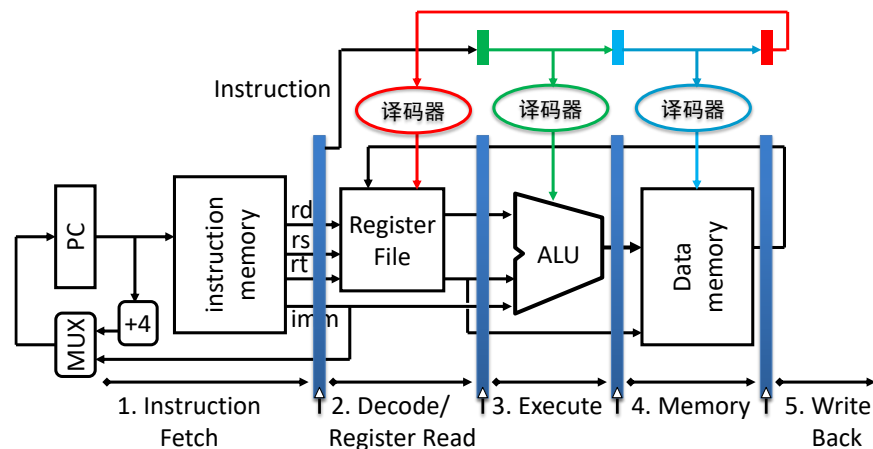 Instruction
译码器
译码器
译码器
PC
instruction
memory
rd
rs
rt
imm
Register
File
ALU
Data
memory
+4
MUX
1. Instruction
Fetch
2. Decode/
Register Read
3. Execute
4. Memory
5. Write
Back